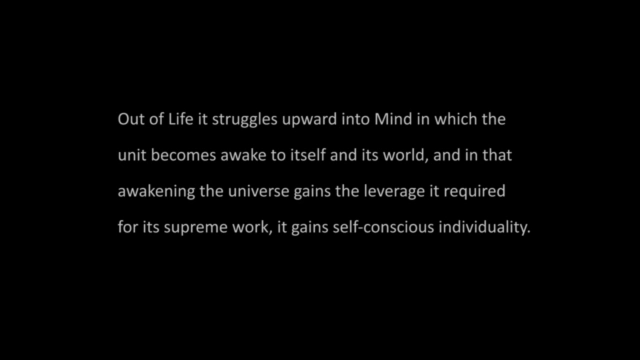 Out of Life it struggles upward into Mind in which the
unit becomes awake to itself and its world, and in that
awakening the universe gains the leverage it required
for its supreme work, it gains self-conscious individuality.